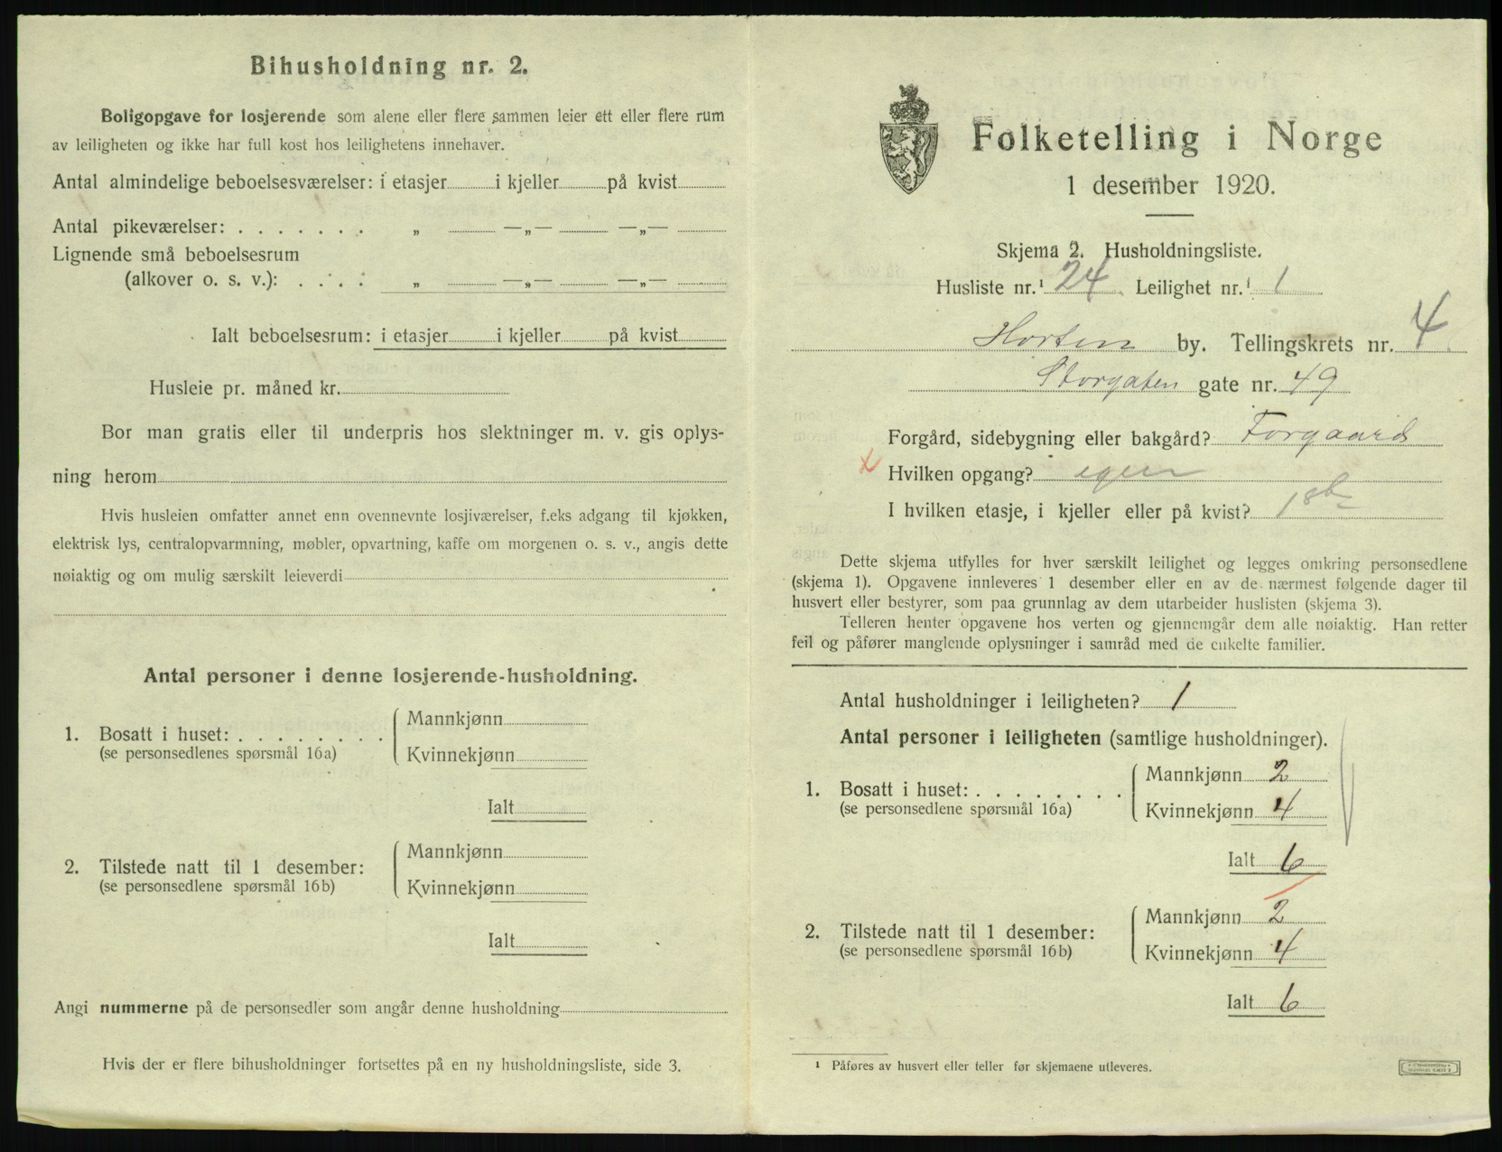 Bihusholdning nr. 2.
Boligopgave for losjerende som alene eller flere sammen leier ett eller flere rum
av leiligheten og ikke har full kost hos leilighetens innehaver.
Antal almindelige beboelsesværelser: i etasjer i kjeller på kvist
Antal pikeværelser: . . . . . . . „ —„— —„—
Lignende små beboelsesrum
(alkover o. s. v.): . . . . „ —„— —„—
Ialt beboelsesrum: i etasjer i kjeller på kvist
Husleie pr. måned kr.
Bor man gratis eller til underpris hos slektninger m. v. gis oplys-
ning herom
Hvis husleien omfatter annet enn ovennevnte losjiværelser, f.eks adgang til kjøkken,
elektrisk lys, centralopvarmning, møbler, opvartning, kaffe om morgenen o. s. v., angis dette
nøiaktig og om mulig særskilt leieverdi
Antal personer i denne losjerende-husholdning.
1. Bosatt i huset: . . . . . . . .
(se personsedlenes spørsmål 16a)
Mannkjønn
Kvinnekjønn
Ialt
2. Tilstede natt til 1 desember:
(se personsedlene spørsmål 16b)
Mannkjønn
Kvinnekjønn
Ialt
Angi nummerne på de personsedler som angår denne husholdning
Hvis der er flere bihusholdninger fortsettes på en ny husholdningsliste, side 3.
Folketelling i Norge
1 desember 1920.
Skjema 2. Husholdningsliste.
Husliste nr.¹ 24 Leilighet nr.¹ 1
Horten by. Tellingskrets nr. 4
Storgaten gate nr. 49
Forgård, sidebygning eller bakgård? Forgaard
x Hvilken opgang? egen
I hvilken etasje, i kjeller eller på kvist? 1ste
Dette skjema utfylles for hver særskilt leilighet og legges omkring personsedlene
(skjema 1). Opgavene innleveres 1 desember eller en av de nærmest følgende dager til
husvert eller bestyrer, som paa grunnlag av dem utarbeider huslisten (skjema 3).
Telleren henter opgavene hos verten og gjennemgår dem alle nøiaktig. Han retter
feil og påfører manglende oplysninger i samråd med de enkelte familier.
Antal husholdninger i leiligheten? 1
Antal personer i leiligheten (samtlige husholdninger).
1. Bosatt i huset: . . . . . . . .
(se personsedlene spørsmål 16a)
Mannkjønn 2
Kvinnekjønn 4
Ialt 6
2. Tilstede natt til 1 desember:
(se personsedlene spørsmål 16b)
Mannkjønn 2
Kvinnekjønn 4
Ialt 6
¹ Påføres av husvert eller teller før skjemaene utleveres.